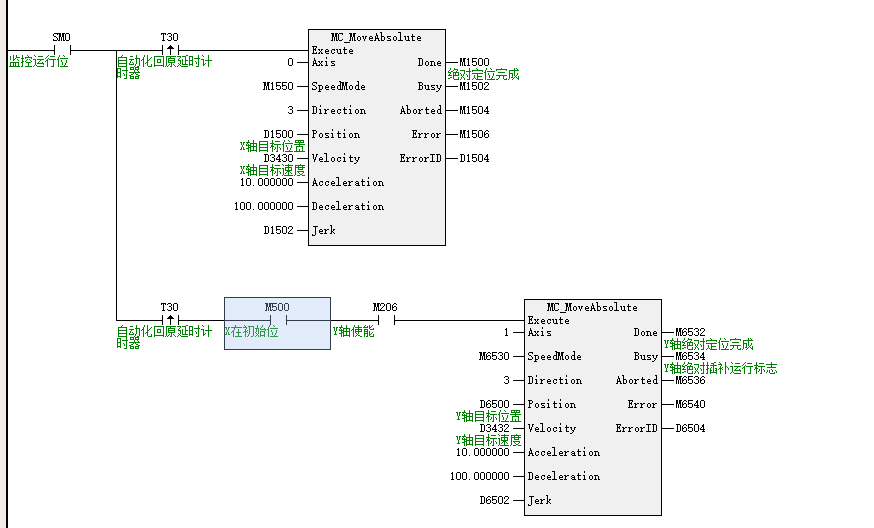 SM0 T30 MC_MoveAbsolute
监控运行位 自动化回原延时计时器 Execute
0 Axis Done M1500
绝对定位完成
M1550 SpeedMode Busy M1502
3 Direction Aborted M1504
D1500 Position Error M1506
X轴目标位置
D3430 Velocity ErrorID D1504
X轴目标速度
10.000000 Acceleration
100.000000 Deceleration
D1502 Jerk
T30 M500 M206 MC_MoveAbsolute
自动化回原延时计时器 X在初始位 Y轴使能 Execute
1 Axis Done M6532
Y轴绝对定位完成
M6530 SpeedMode Busy M6534
Y轴绝对插补运行标志
3 Direction Aborted M6536
D6500 Position Error M6540
Y轴目标位置
D3432 Velocity ErrorID D6504
Y轴目标速度
10.000000 Acceleration
100.000000 Deceleration
D6502 Jerk